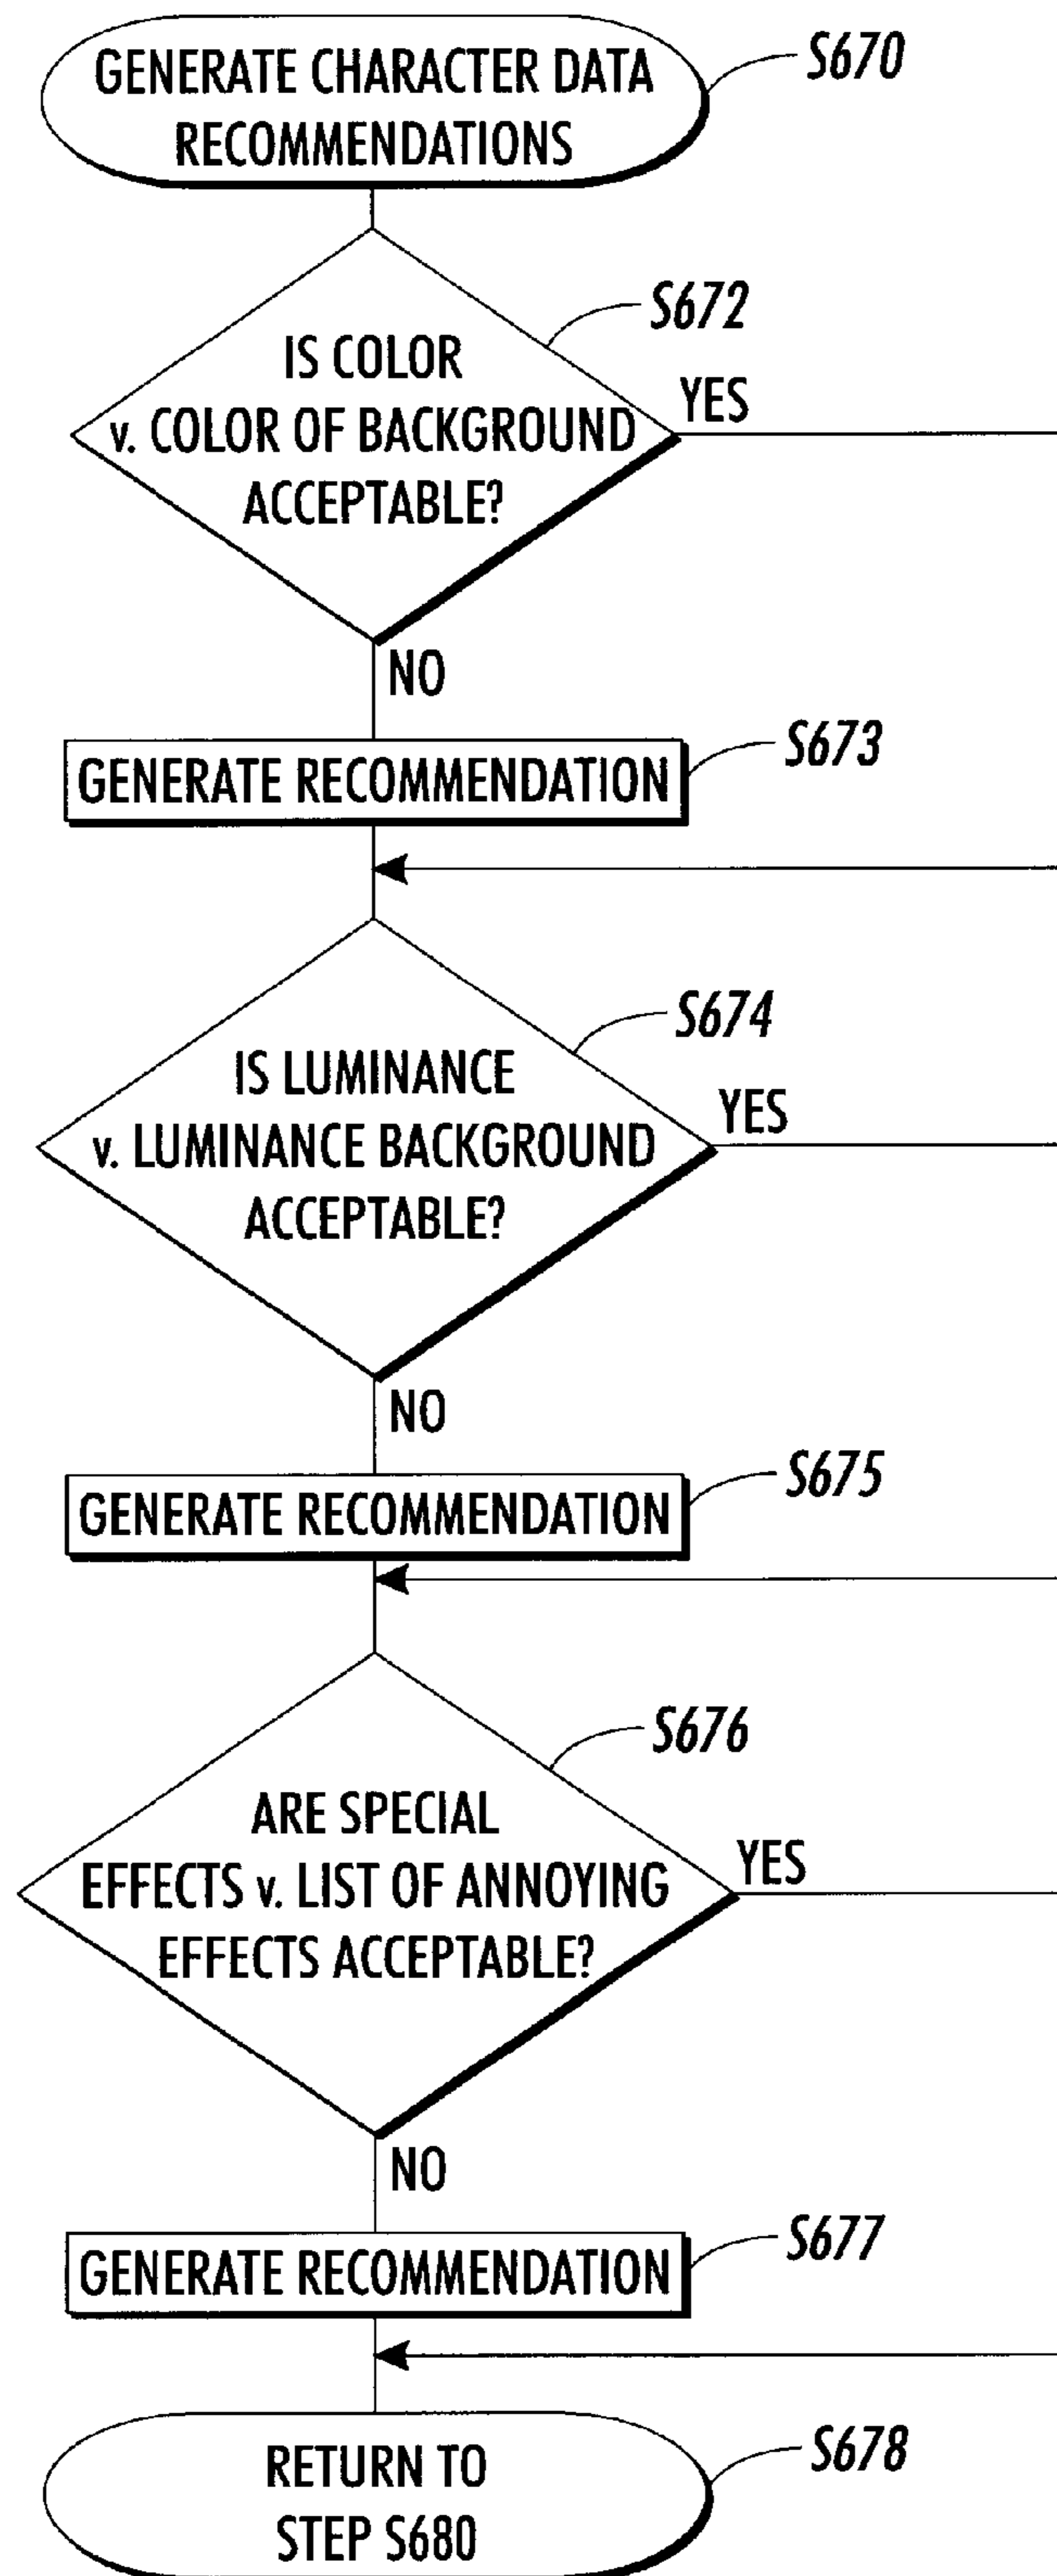 GENERATE CHARACTER DATA
RECOMMENDATIONS
S670
S672
IS COLOR
v. COLOR OF BACKGROUND
ACCEPTABLE?
YES
NO
GENERATE RECOMMENDATION
S673
S674
IS LUMINANCE
v. LUMINANCE BACKGROUND
ACCEPTABLE?
YES
NO
GENERATE RECOMMENDATION
S675
S676
ARE SPECIAL
EFFECTS v. LIST OF ANNOYING
EFFECTS ACCEPTABLE?
YES
NO
GENERATE RECOMMENDATION
S677
RETURN TO
STEP S680
S678